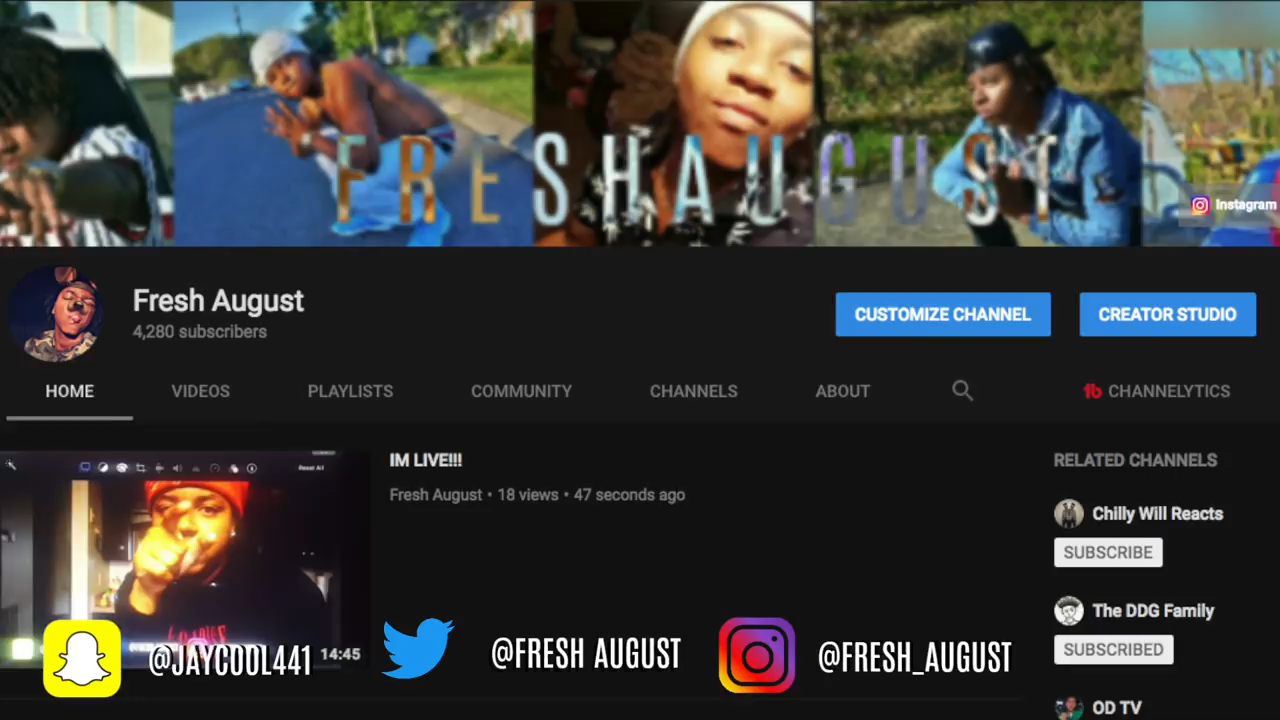 FRESHAUGUST
Instagram
Fresh August
4,280 subscribers
CUSTOMIZE CHANNEL
CREATOR STUDIO
HOME
VIDEOS
PLAYLISTS
COMMUNITY
CHANNELS
ABOUT
CHANNELYTICS
Reset All
14:45
IM LIVE!!!
Fresh August • 18 views • 47 seconds ago
RELATED CHANNELS
Chilly Will Reacts
SUBSCRIBE
The DDG Family
SUBSCRIBED
OD TV
@JAYCOOL441
@FRESH AUGUST
@FRESH_AUGUST